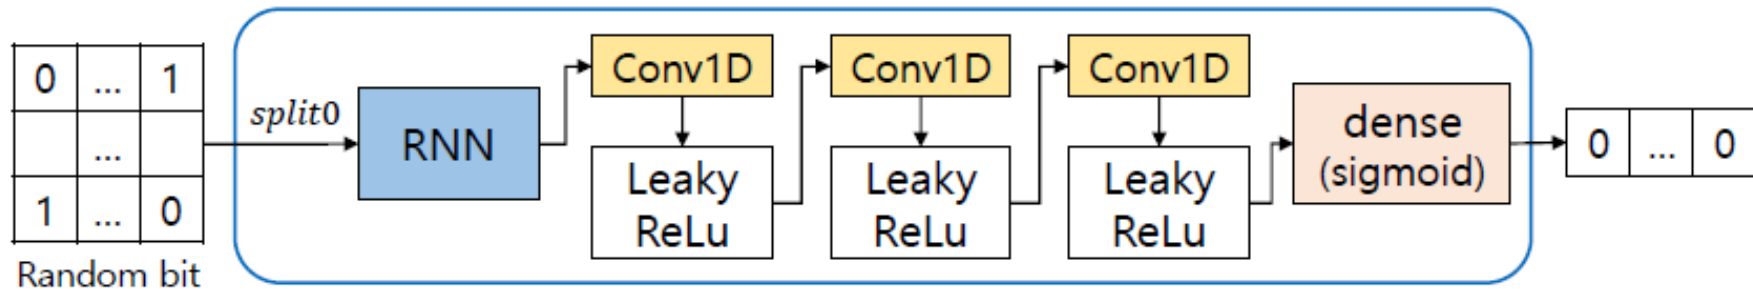 0 ... 1
...
1 ... 0
Random bit
split0
RNN
Conv1D
Leaky
ReLu
Conv1D
Leaky
ReLu
Conv1D
Leaky
ReLu
dense
(sigmoid)
0 ... 0